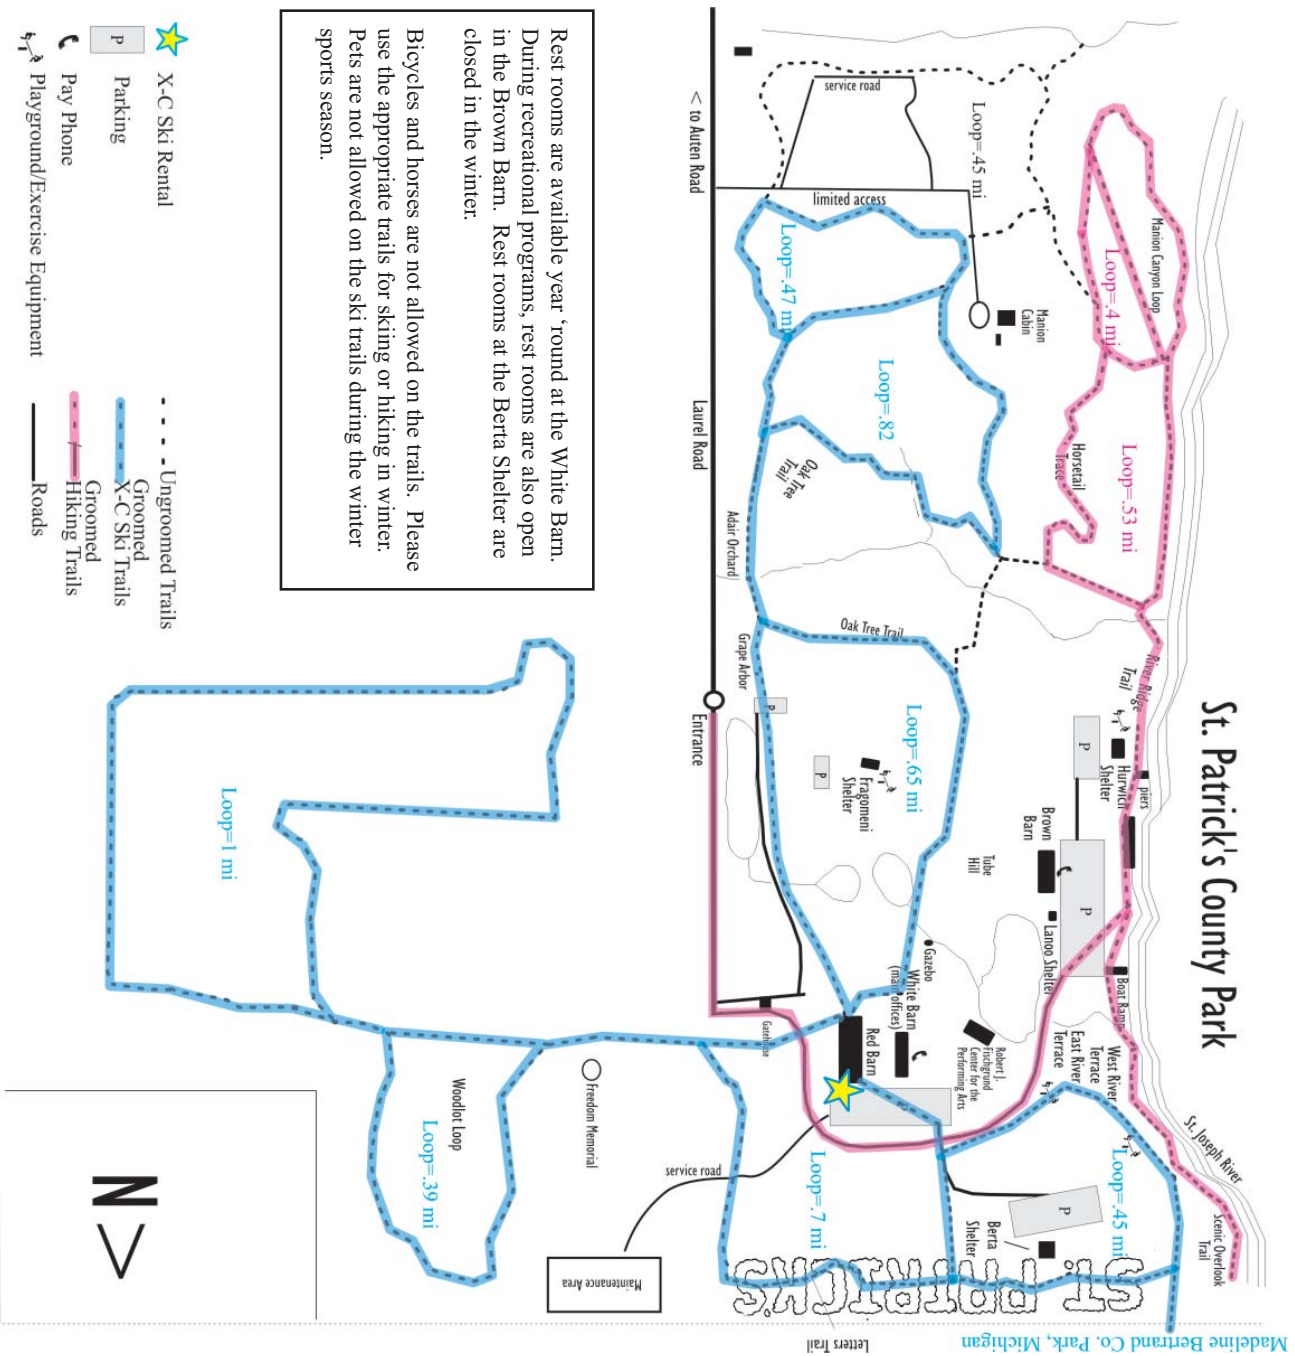 St. Patrick's County Park
Rest rooms are available year ‘round at the White Barn.
During recreational programs, rest rooms are also open
in the Brown Barn. Rest rooms at the Berta Shelter are
closed in the winter.
Bicycles and horses are not allowed on the trails. Please
use the appropriate trails for skiing or hiking in winter.
Pets are not allowed on the ski trails during the winter
sports season.
X-C Ski Rental
P
Parking
Pay Phone
Playground/Exercise Equipment
Ungroomed Trails
Groomed
X-C Ski Trails
Groomed
Hiking Trails
Roads
< to Auten Road
Laurel Road
Entrance
service road
limited access
Loop=.45 mi
Manion Canyon Loop
Loop=.4 mi
Loop=.47 mi
Manion
Cabin
Loop=.82
Loop=.53 mi
Horsetail
Trace
Oak Tree
Trail
Adair Orchard
Grape Arbor
Oak Tree Trail
River Ridge
Trail
Hurwich
Shelter
piers
P
P
P
P
Fragomeni
Shelter
Loop=.65 mi
Brown
Barn
Tube
Hill
Lanoo Shelter
Boat Ramp
Gazebo
White Barn
(main offices)
Red Barn
Gatehouse
Robert J.
Fischgrund
Center for the
Performing Arts
East River
Terrace
West River
Terrace
St. Joseph River
Scenic Overlook
Trail
P
P
Berta
Shelter
Loop=.45 mi
Loop=.7 mi
service road
Maintenance Area
Freedom Memorial
Woodlot Loop
Loop=.39 mi
Loop=1 mi
ST. PATRICK'S
Letters Trail
Madeline Bertrand Co. Park, Michigan
N >